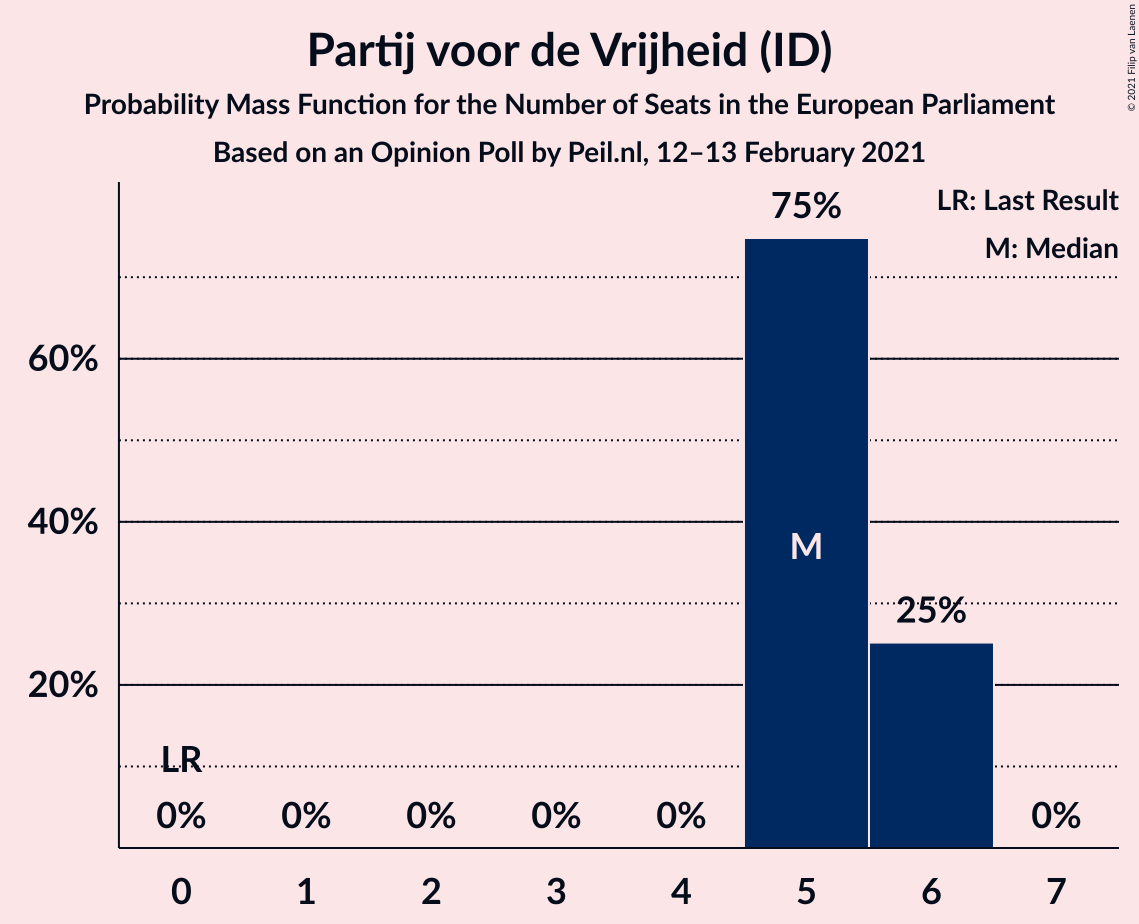 Partij voor de Vrijheid (ID)
Probability Mass Function for the Number of Seats in the European Parliament
Based on an Opinion Poll by Peil.nl, 12–13 February 2021
© 2021 Filip van Laenen
LR: Last Result
M: Median
75%
60%
40%
M
25%
20%
LR
0% 0% 0% 0% 0% 0%
0 1 2 3 4 5 6 7